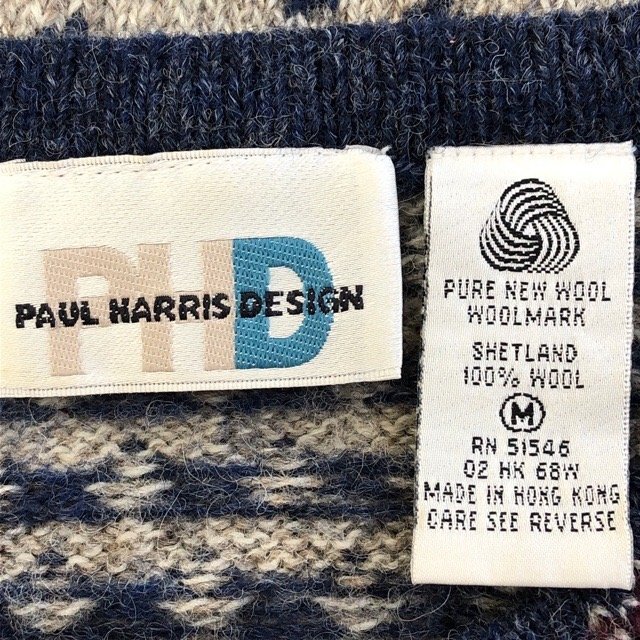 PHD
PAUL HARRIS DESIGN
PURE NEW WOOL
WOOLMARK
SHETLAND
100% WOOL
M
RN 51546
02 HK 68W
MADE IN HONG KONG
CARE SEE REVERSE